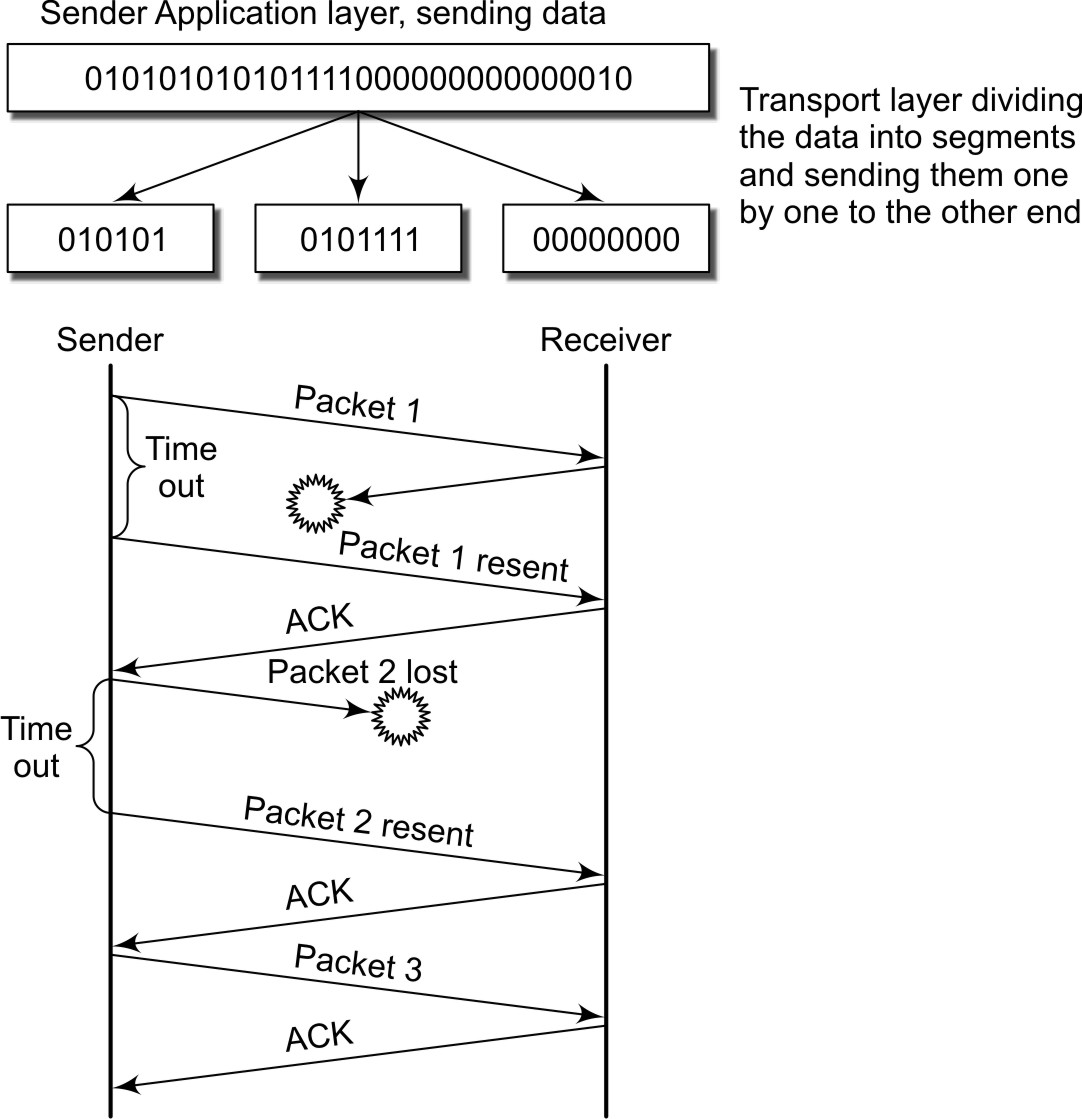 Sender Application layer, sending data
010101010101111000000000000010
Transport layer dividing
the data into segments
and sending them one
by one to the other end
010101
0101111
00000000
Sender
Receiver
Packet 1
Time
out
Packet 1 resent
ACK
Packet 2 lost
Time
out
Packet 2 resent
ACK
Packet 3
ACK